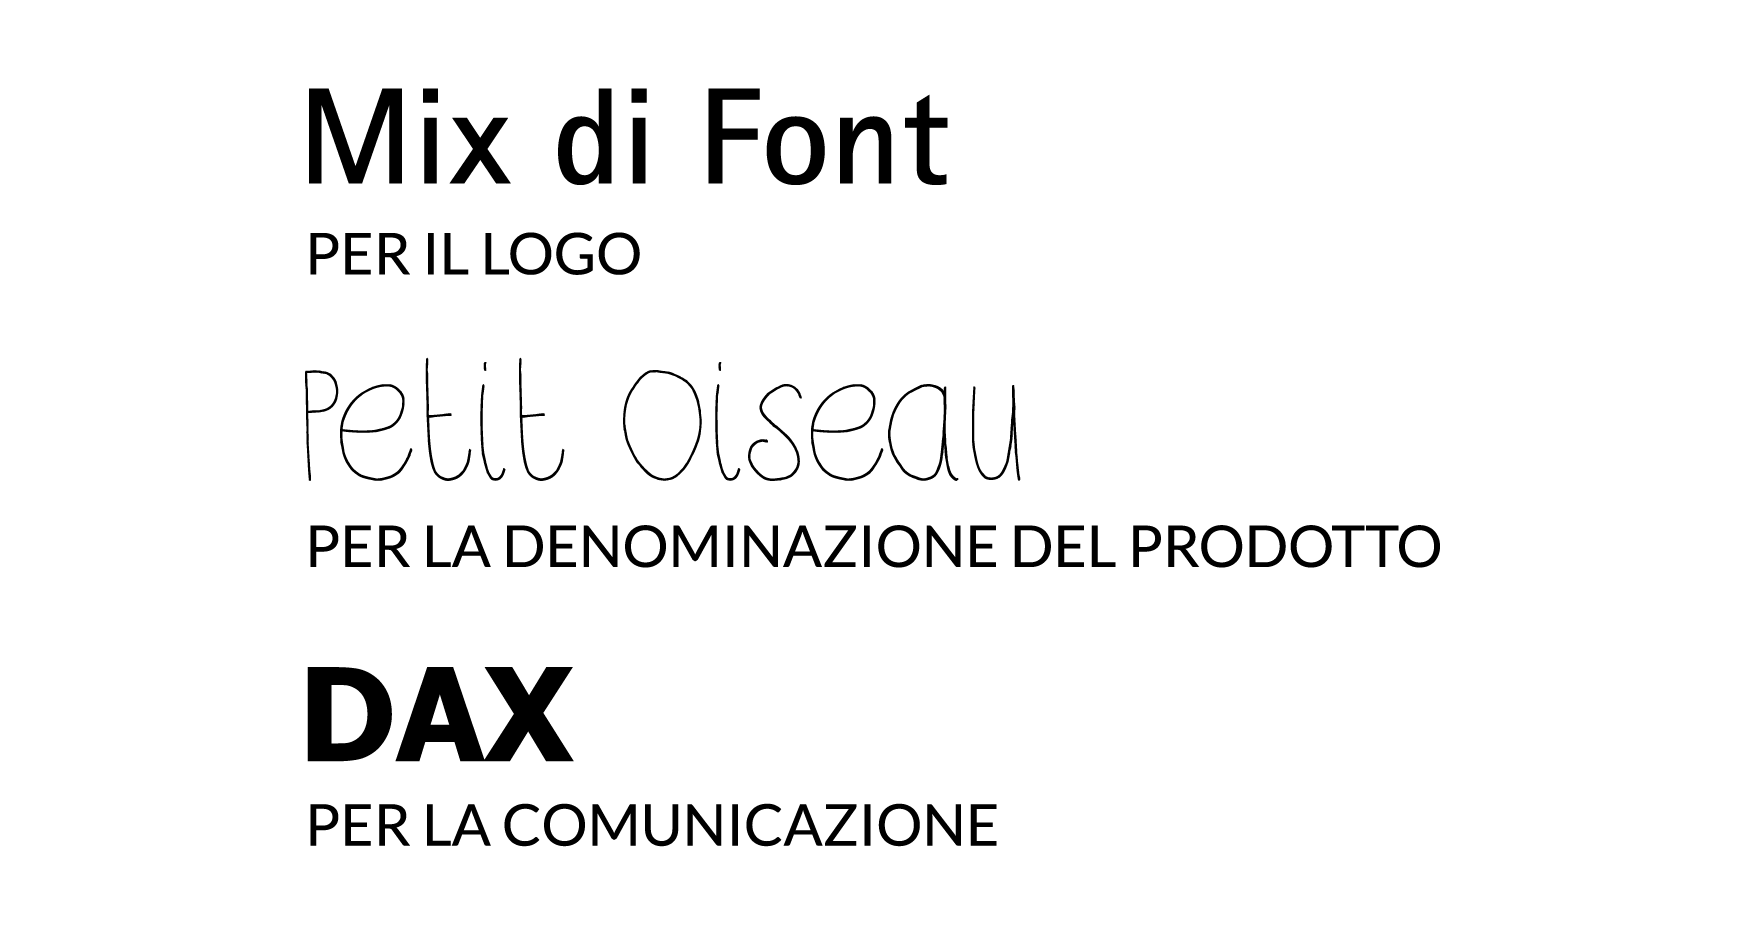 Mix di Font
PER IL LOGO
Petit Oiseau
PER LA DENOMINAZIONE DEL PRODOTTO
DAX
PER LA COMUNICAZIONE